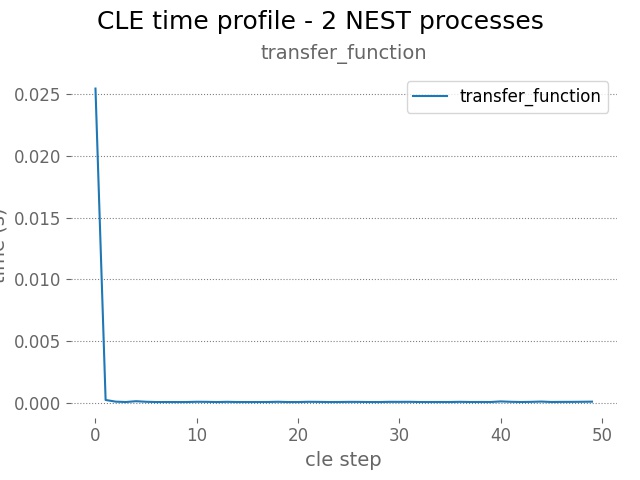 CLE time profile - 2 NEST processes
transfer_function
0.025
transfer_function
0.020
0.015
time (s)
0.010
0.005
0.000
0 10 20 30 40 50
cle step